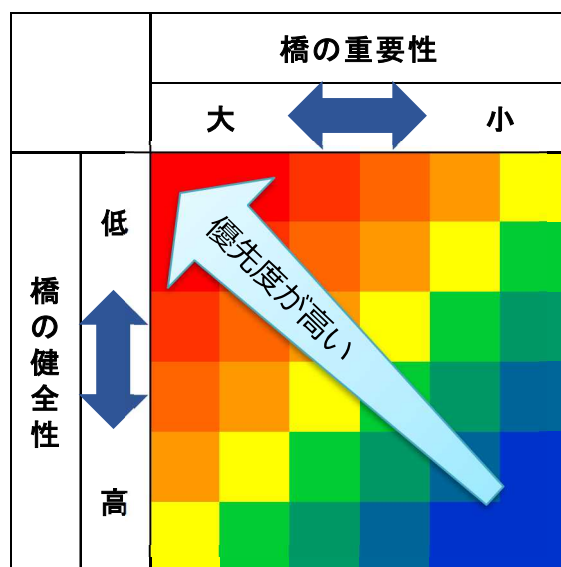 橋の重要性
大
小
橋の健全性
低
高
優先度が高い